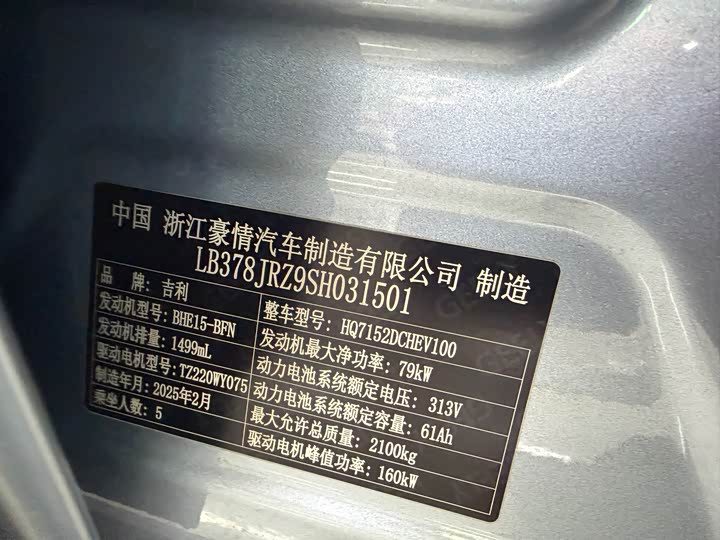 中国 浙江豪情汽车制造有限公司 制造
LB378JRZ9SH031501
品 牌: 吉利
发动机型号: BHE15-BFN
发动机排量: 1499mL
驱动电机型号: TZ220WY075
制造年月: 2025年2月
乘坐人数: 5
整车型号: HQ7152DCHEV100
发动机最大净功率: 79kW
动力电池系统额定电压: 313V
动力电池系统额定容量: 61Ah
最大允许总质量: 2100kg
驱动电机峰值功率: 160kW